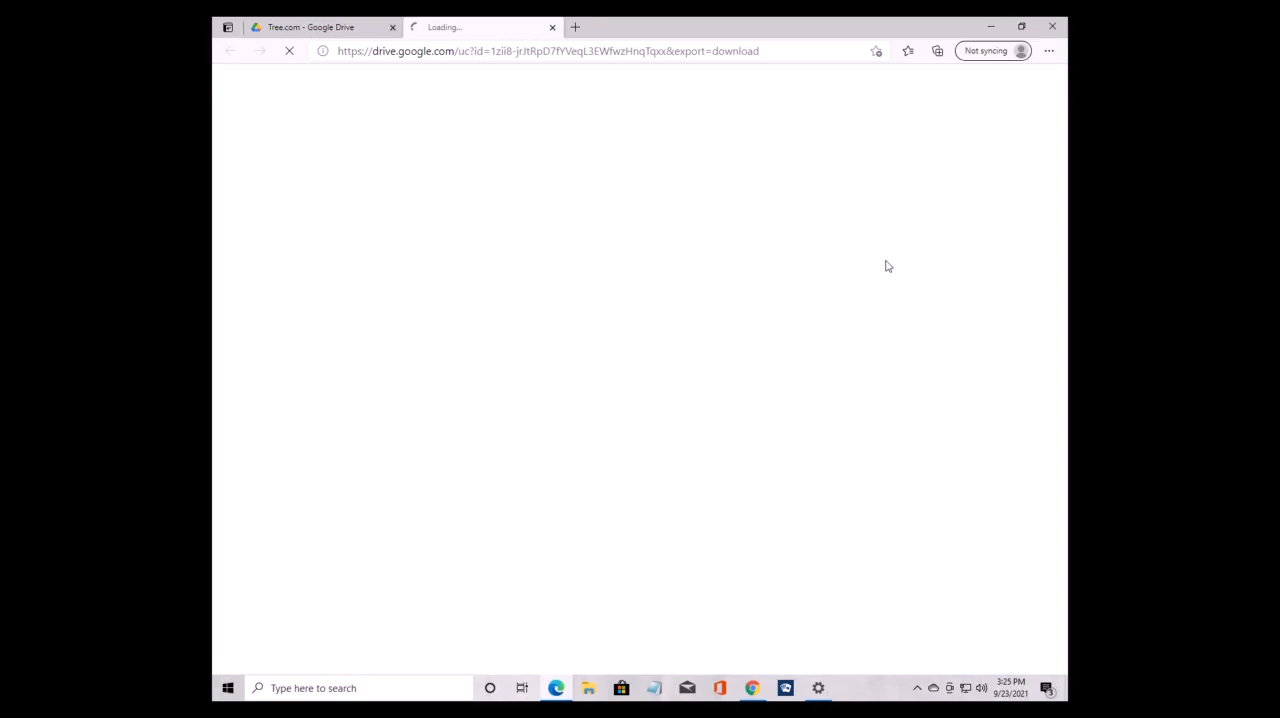 Tree.com - Google Drive
Loading...
https://drive.google.com/uc?id=1zii8-jrJtRpD7fYVeqL3EWfwzHnqTqxx&export=download
Not syncing
Type here to search
3:25 PM
9/23/2021
3